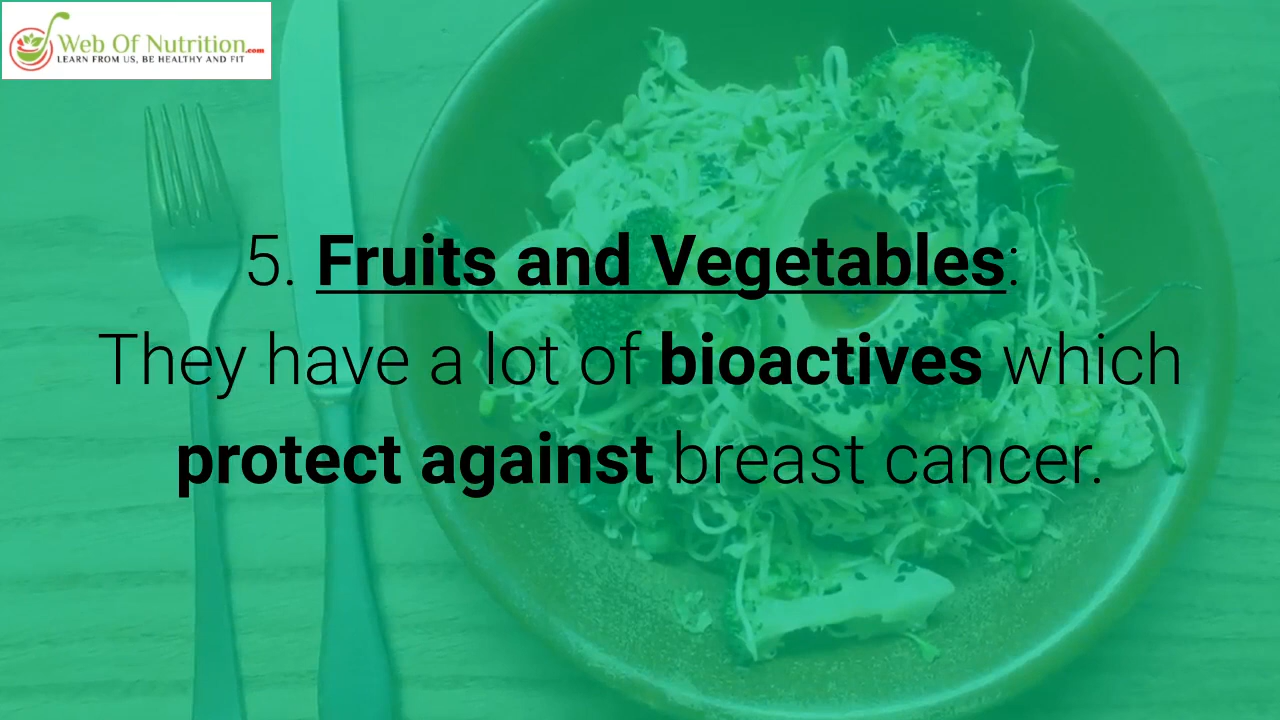 Web Of Nutrition.com
LEARN FROM US, BE HEALTHY AND FIT
5. Fruits and Vegetables:
They have a lot of bioactives which
protect against breast cancer.